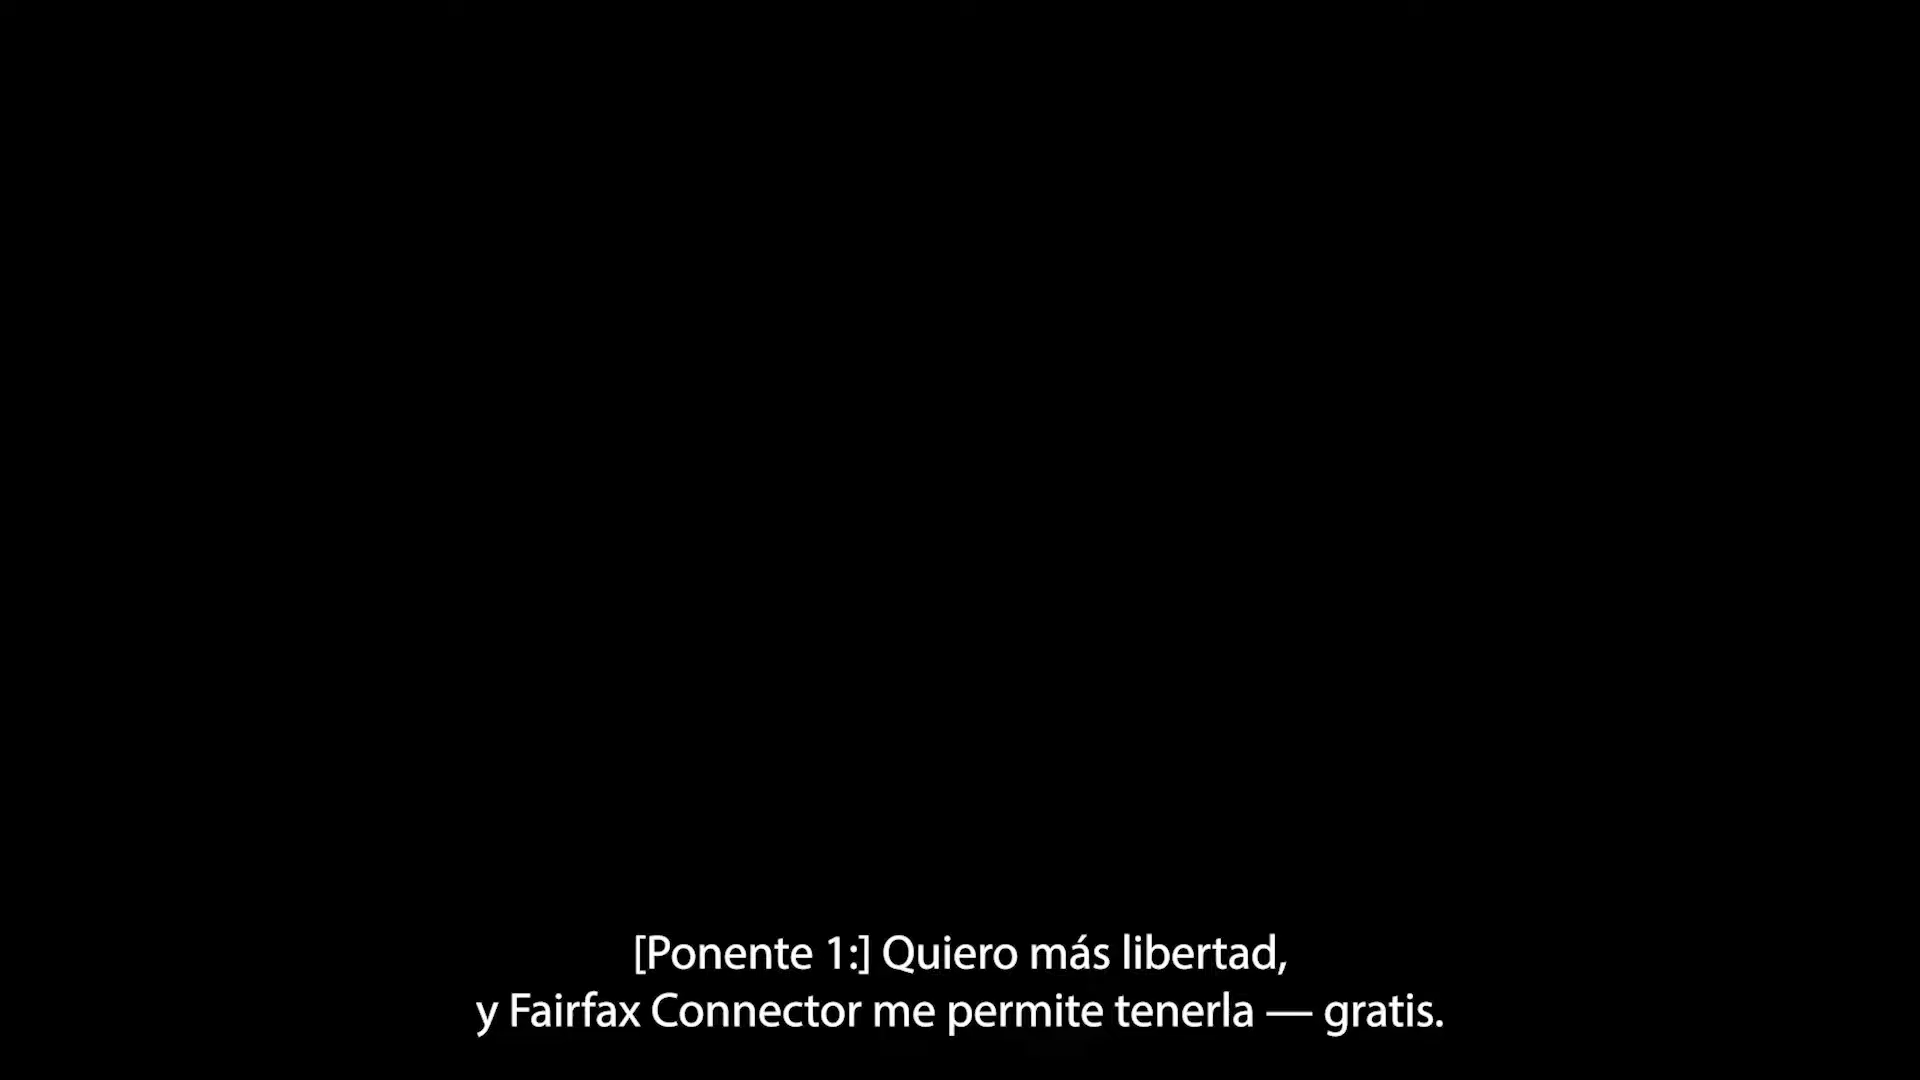 [Ponente 1:] Quiero más libertad,
y Fairfax Connector me permite tenerla — gratis.